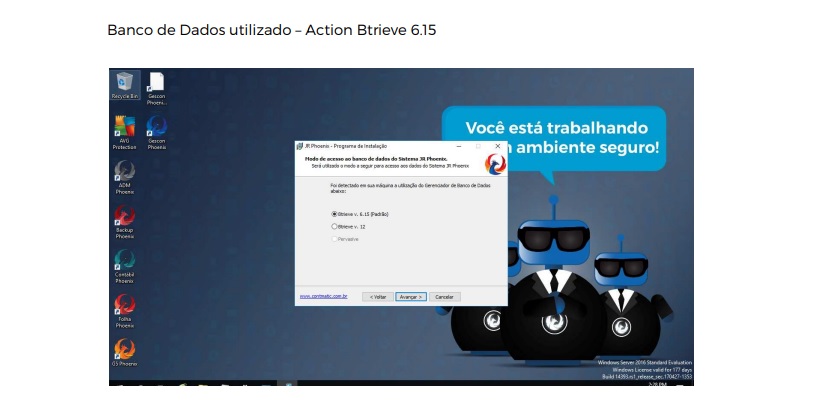 Banco de Dados utilizado – Action Btrieve 6.15
Recycle Bin
Gescon
Phoeni...
AVG
Protection
Gescon
Phoenix
ADM
Phoenix
Backup
Phoenix
Contabil
Phoenix
Folha
Phoenix
G5 Phoenix
Você está trabalhando
m ambiente seguro!
JR Phoenix - Programa de Instalação
Modo de acesso ao banco de dados do Sistema JR Phoenix.
Será utilizado o modo a seguir para acesso aos dados do Sistema JR Phoenix
Foi detectado em sua máquina a utilização do Gerenciador de Banco de Dados
abaixo:
Btrieve v. 6.15 (Padrão)
Btrieve v. 12
Pervasive
www.contmatic.com.br
< Voltar
Avançar >
Cancelar
Windows Server 2016 Standard Evaluation
Windows License valid for 177 days
Build 14393.rs1_release_sec.170427-1353
2:28 PM